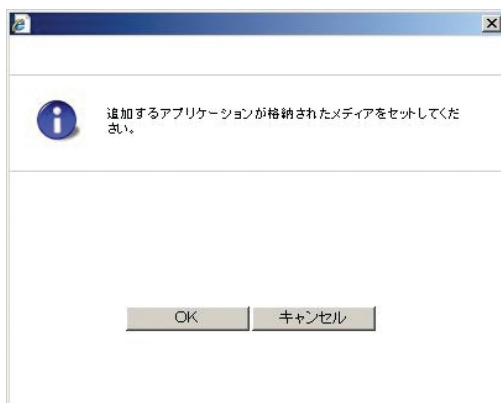 追加するアプリケーションが格納されたメディアをセットしてくだ
さい。
OK
キャンセル